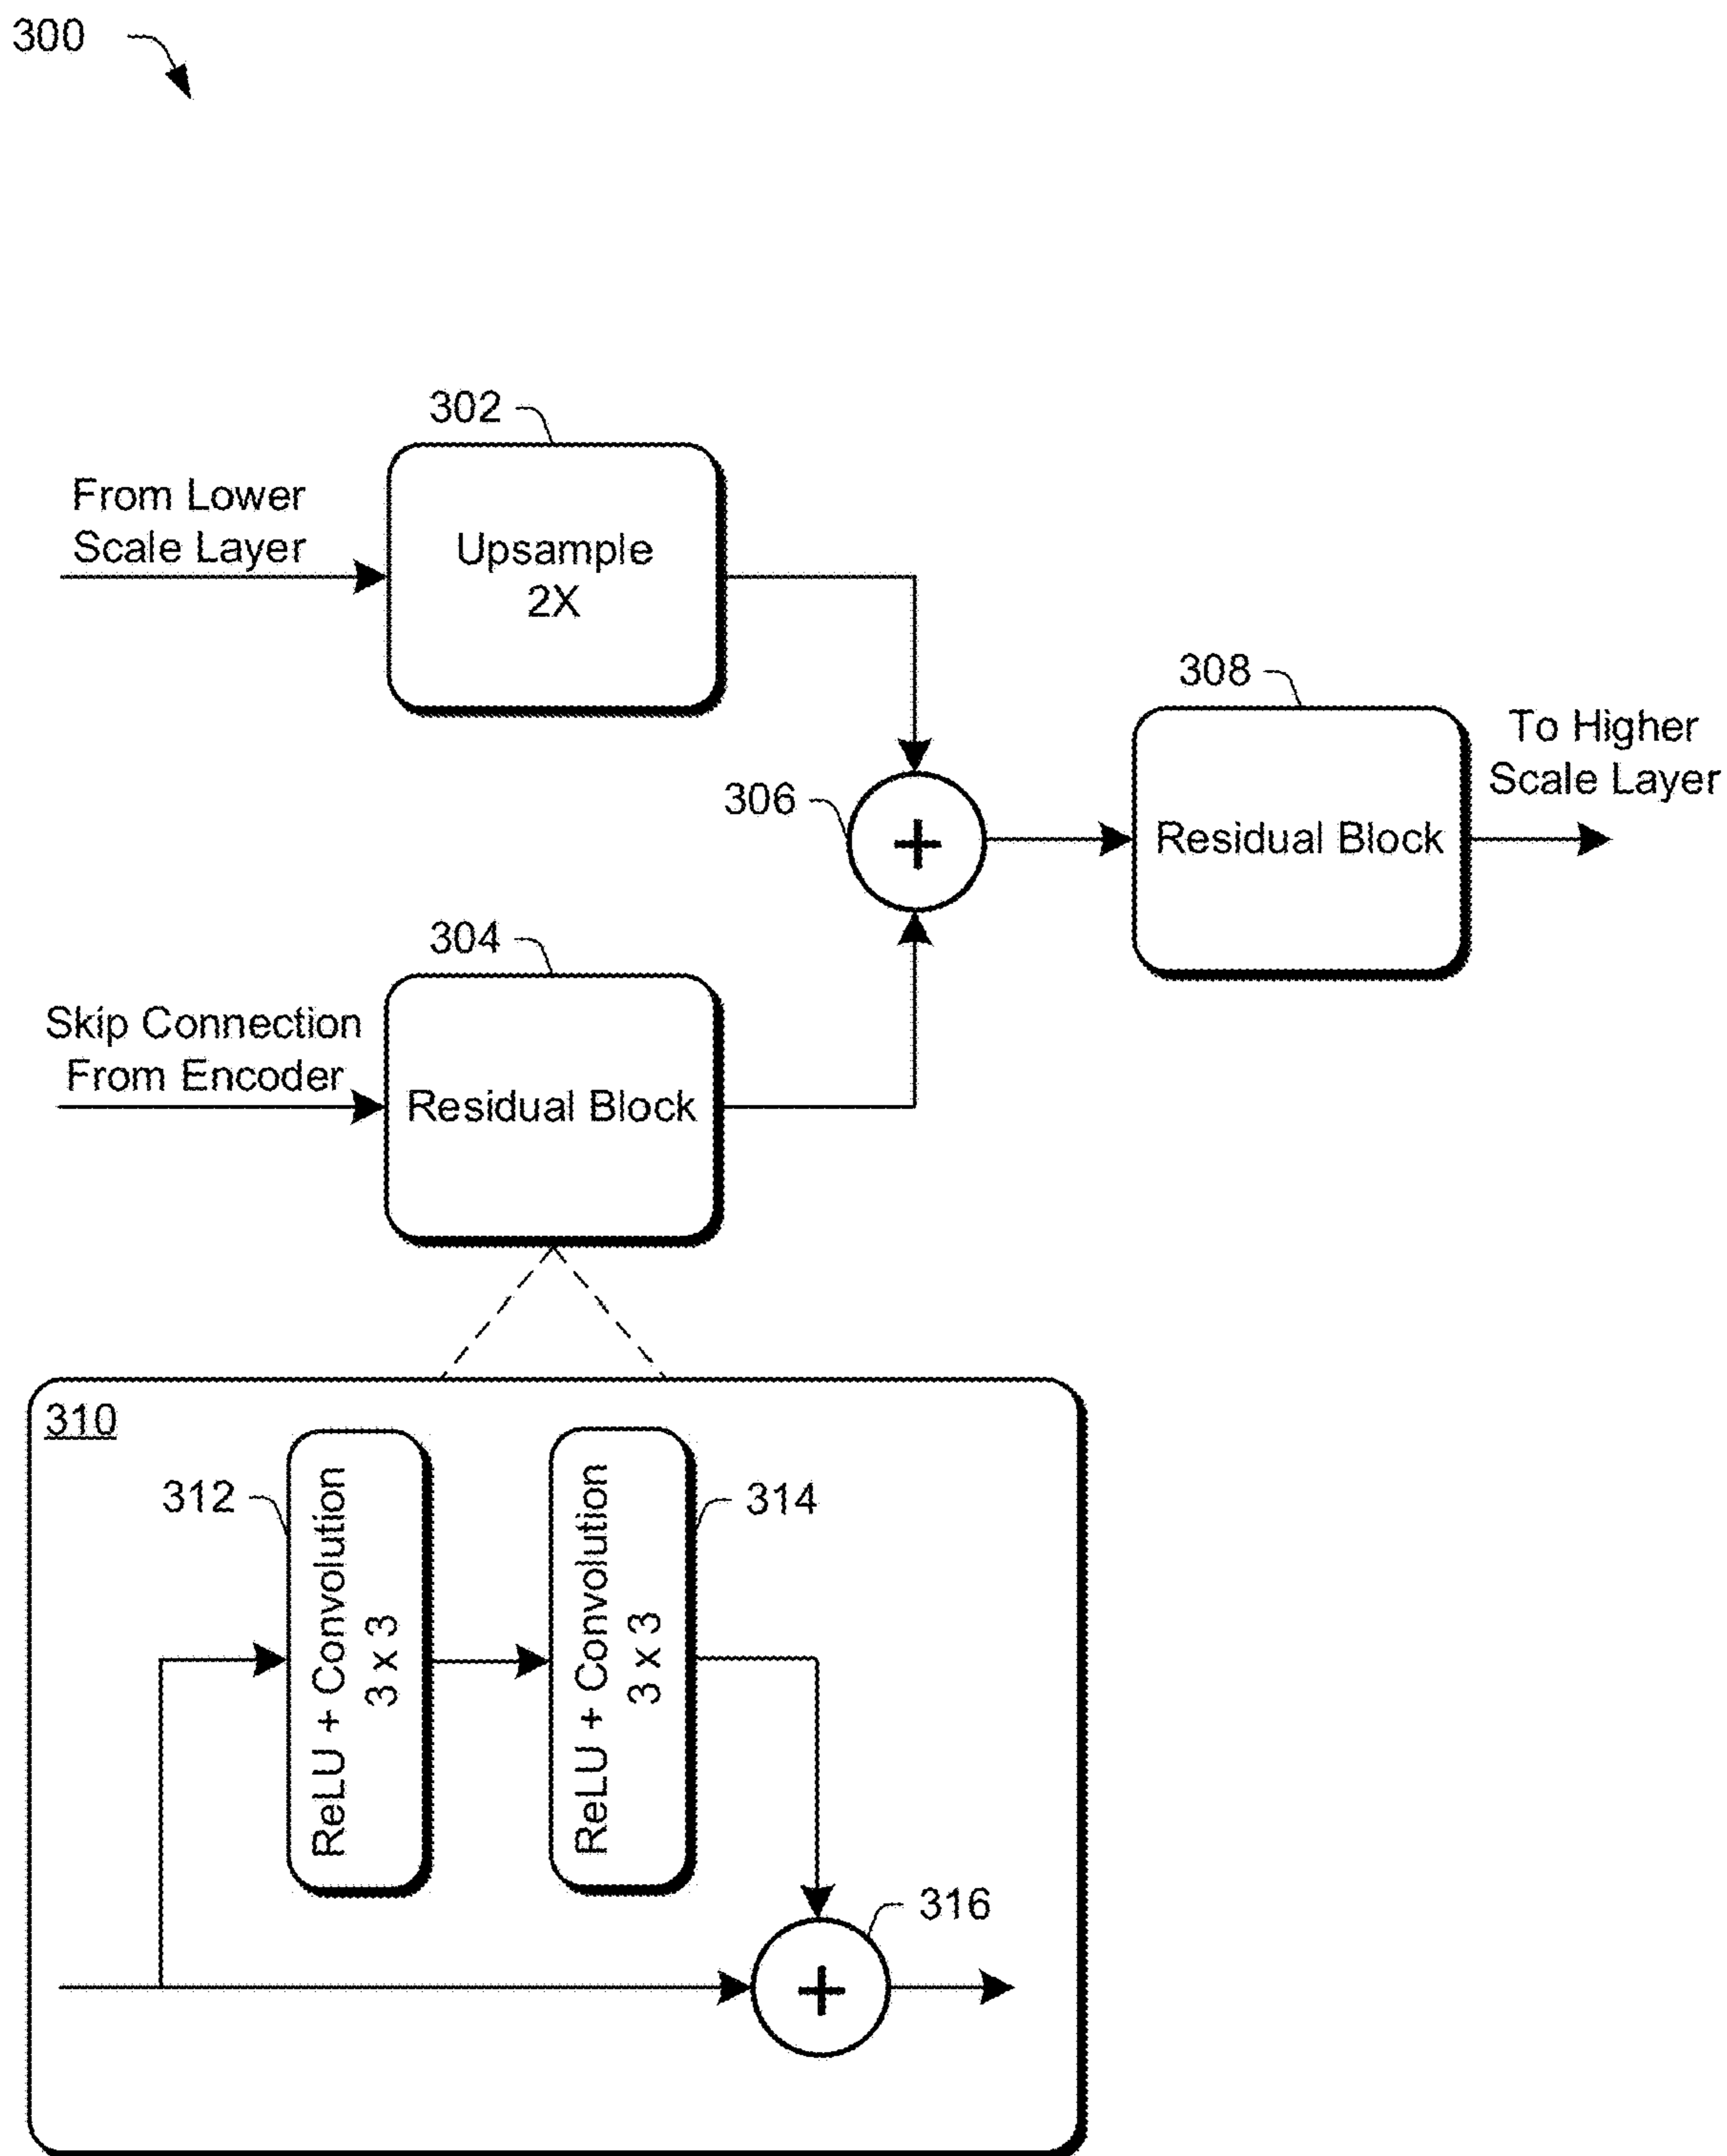 300
302
From Lower
Scale Layer
Upsample
2X
308
To Higher
Scale Layer
306
+
Residual Block
304
Skip Connection
From Encoder
Residual Block
310
312
ReLU + Convolution
3 x 3
314
ReLU + Convolution
3 x 3
316
+